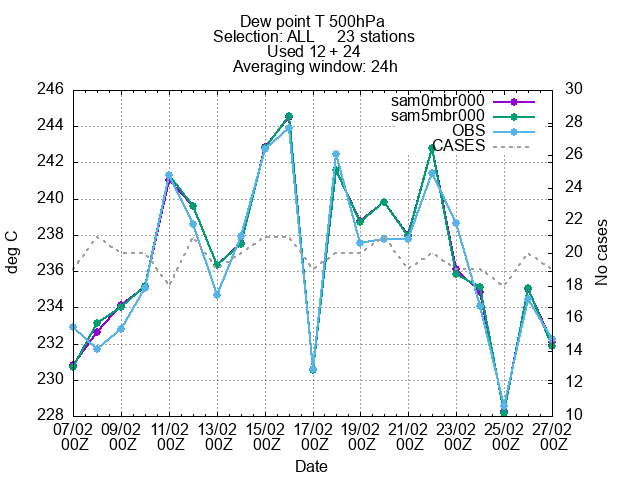 Dew point T 500hPa
Selection: ALL     23 stations
Used 12 + 24
Averaging window: 24h
246
244
242
240
238
236
234
232
230
228
deg C
30
28
26
24
22
20
18
16
14
12
10
No cases
sam0mbr000
sam5mbr000
OBS
CASES
07/02 09/02 11/02 13/02 15/02 17/02 19/02 21/02 23/02 25/02 27/02
00Z 00Z 00Z 00Z 00Z 00Z 00Z 00Z 00Z 00Z 00Z
Date